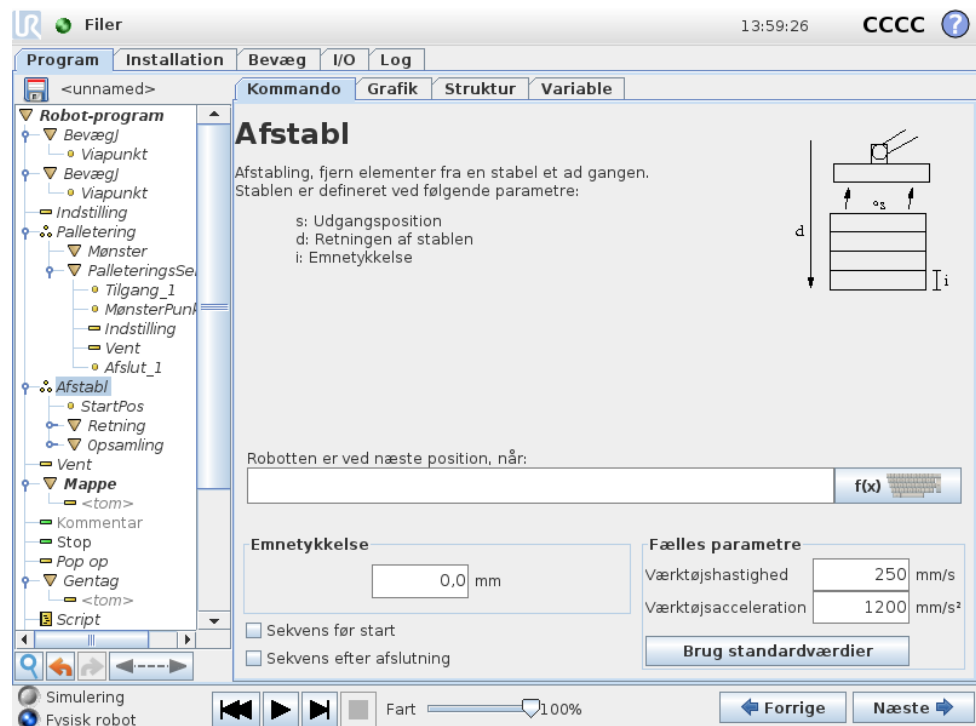 Filer
13:59:26
CCCC
?
Program Installation Bevæg I/O Log
<unnamed>
Kommando Grafik Struktur Variable
Robot-program
BevægJ
Viapunkt
BevægJ
Viapunkt
Indstilling
Palletering
Mønster
PalleteringsSe
Tilgang_1
MønsterPunk
Indstilling
Vent
Afslut_1
Afstabl
StartPos
Retning
Opsamling
Vent
Mappe
<tom>
Kommentar
Stop
Pop op
Gentag
<tom>
Script
Afstabl
Afstabling, fjern elementer fra en stabel et ad gangen.
Stablen er defineret ved følgende parametre:
s: Udgangsposition
d: Retningen af stablen
i: Emnetykkelse
s
d
i
Robotten er ved næste position, når:
f(x)
Emnetykkelse
0,0 mm
Sekvens før start
Sekvens efter afslutning
Fælles parametre
Værktøjshastighed 250 mm/s
Værktøjsacceleration 1200 mm/s²
Brug standardværdier
Simulering
Fysisk robot
Fart 100%
Forrige
Næste